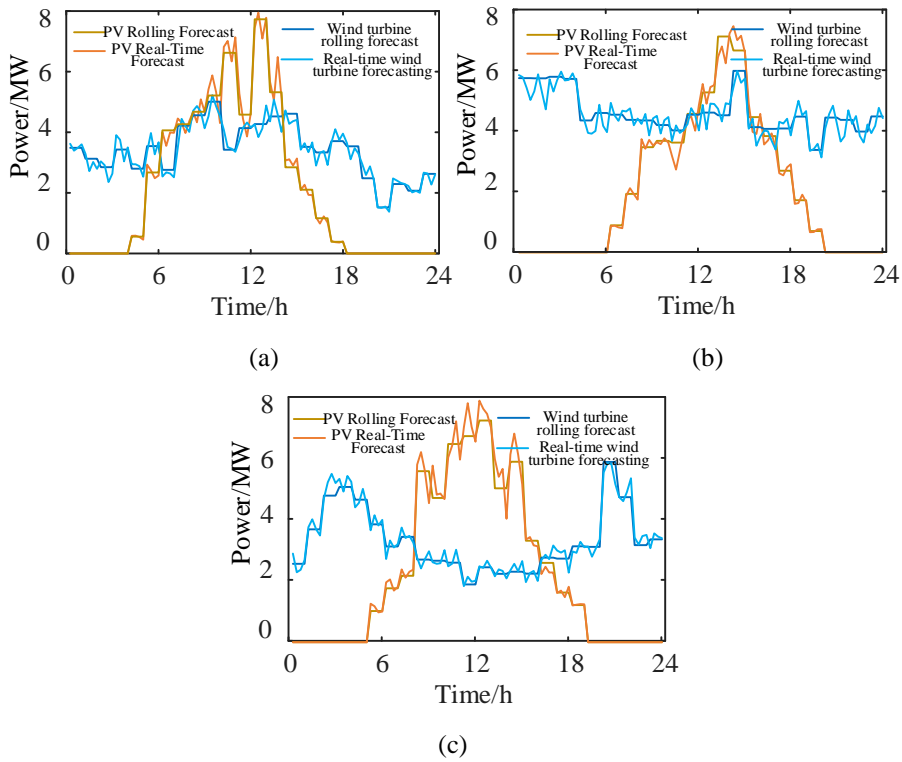 8
6
4
2
0
Power/MW
PV Rolling Forecast
PV Real-Time
Forecast
Wind turbine
rolling forecast
Real-time wind
turbine forecasting
0
6
12
18
24
Time/h
(a)
8
6
4
2
0
Power/MW
PV Rolling Forecast
PV Real-Time
Forecast
Wind turbine
rolling forecast
Real-time wind
turbine forecasting
0
6
12
18
24
Time/h
(b)
8
6
4
2
0
Power/MW
PV Rolling Forecast
PV Real-Time
Forecast
Wind turbine
rolling forecast
Real-time wind
turbine forecasting
0
6
12
18
24
Time/h
(c)